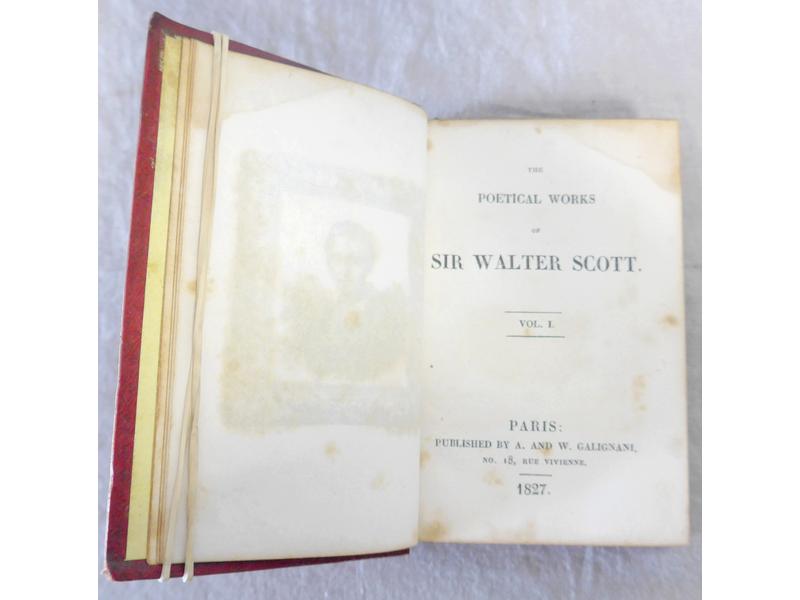 THE
POETICAL WORKS
OF
SIR WALTER SCOTT.
VOL. I.
PARIS:
PUBLISHED BY A. AND W. GALIGNANI,
NO. 18, RUE VIVIENNE.
1827.